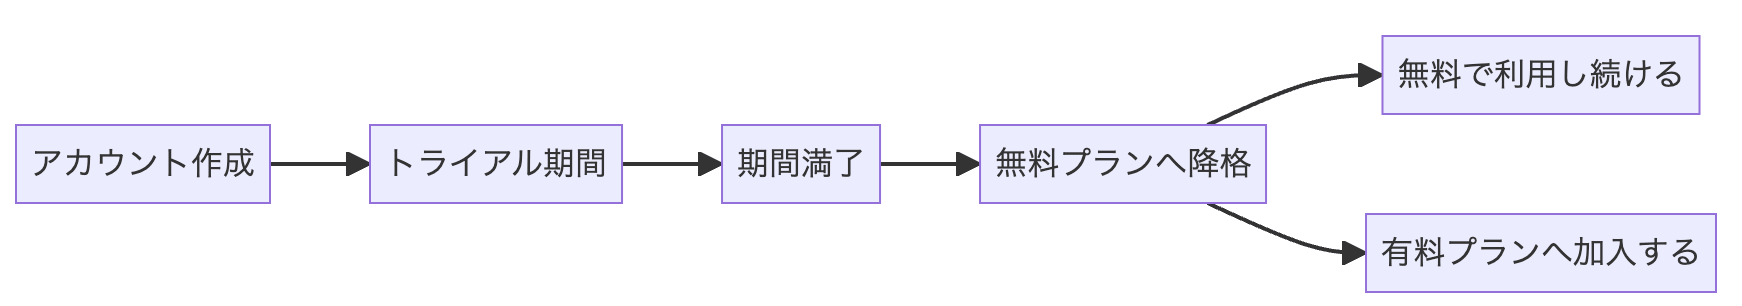 アカウント作成
トライアル期間
期間満了
無料プランへ降格
無料で利用し続ける
有料プランへ加入する